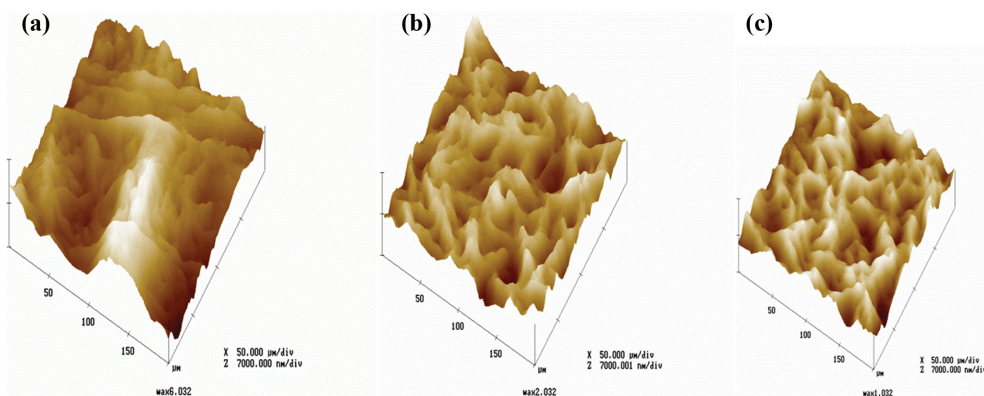 (a)
50
100
150
μm
X 50.000 μm/div
Z 7000.000 nm/div
wax6.032
(b)
50
100
150
μm
X 50.000 μm/div
Z 7000.001 nm/div
wax2.032
(c)
50
100
150
μm
X 50.000 μm/div
Z 7000.000 nm/div
wax1.032